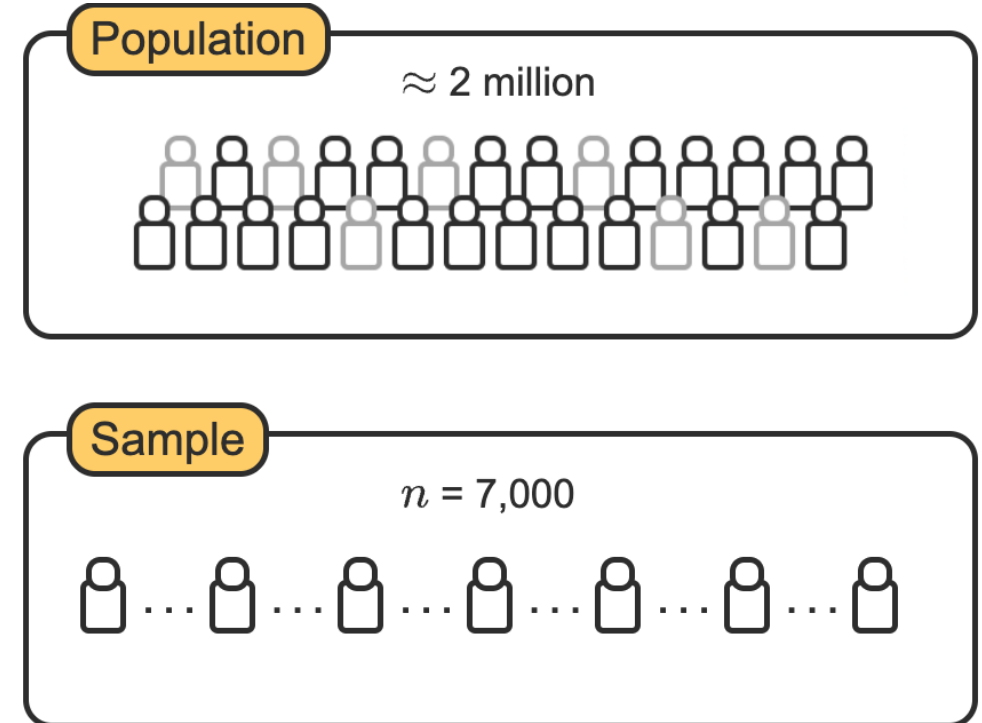 Population
≈ 2 million
Sample
n = 7,000
... ... ... ... ... ...